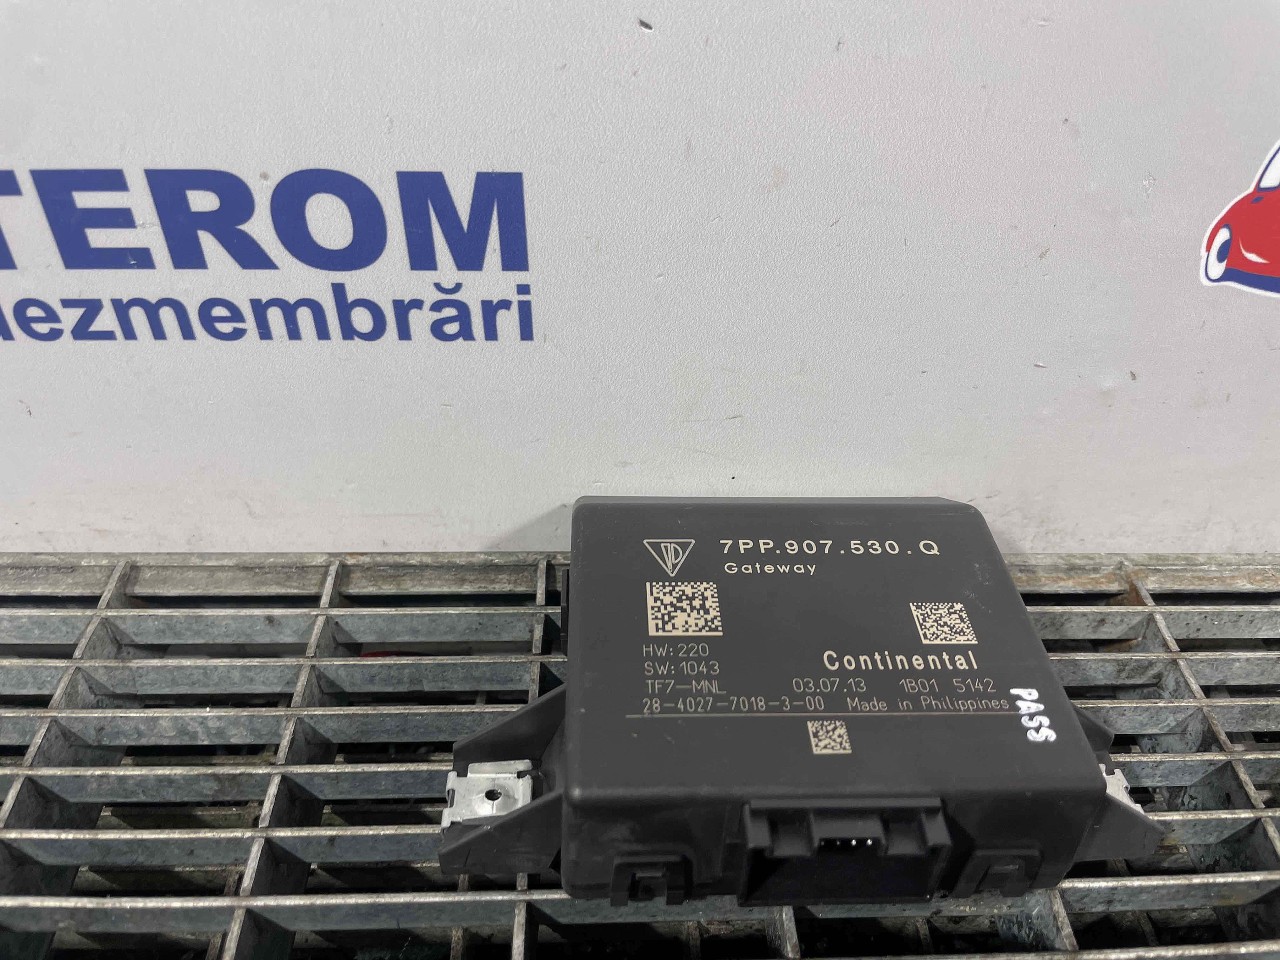 TEROM
dezmembrări
7PP.907.530.Q
Gateway
HW: 220
SW: 1043
Continental
TF7-MNL 03.07.13 1B01 5142
28-4027-7018-3-00 Made in Philippines
PASS